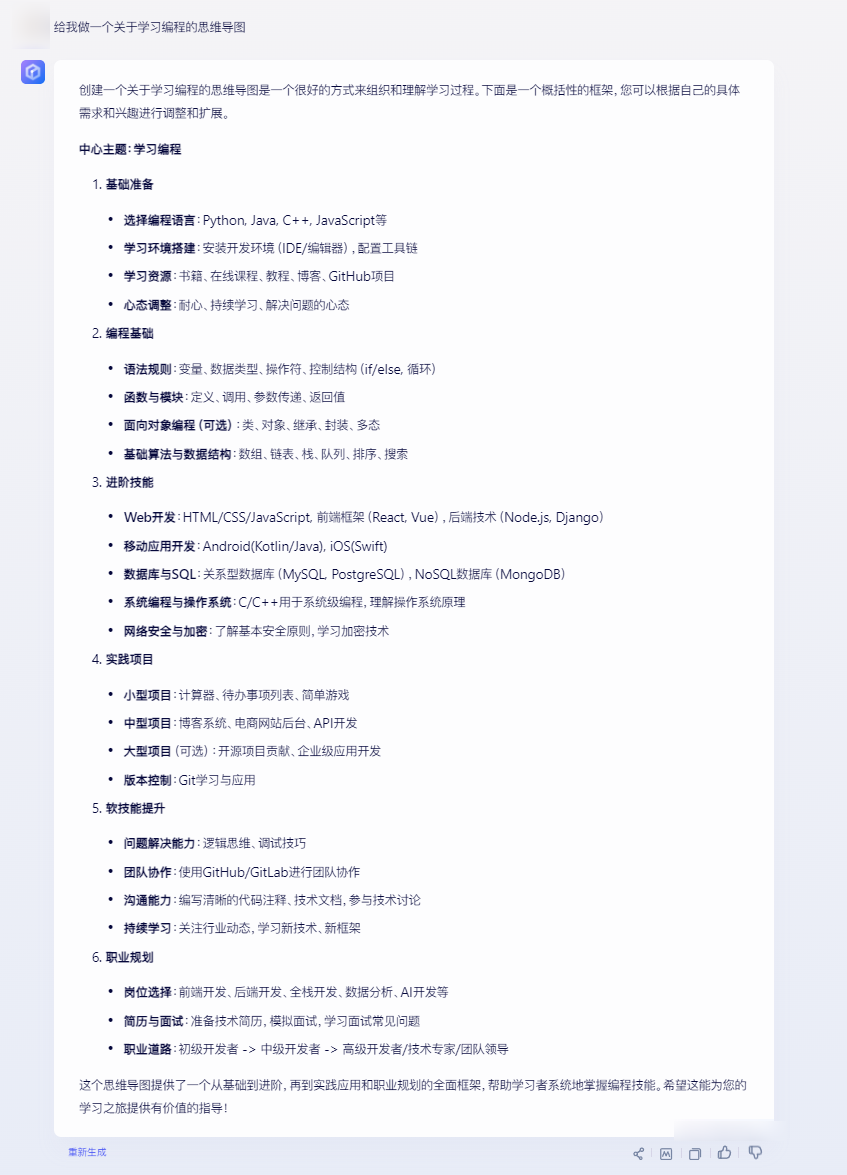 给我做一个关于学习编程的思维导图
创建一个关于学习编程的思维导图是一个很好的方式来组织和理解学习过程。下面是一个概括性的框架，您可以根据自己的具体
需求和兴趣进行调整和扩展。
中心主题：学习编程
1. 基础准备
• 选择编程语言：Python, Java, C++, JavaScript等
• 学习环境搭建：安装开发环境（IDE/编辑器），配置工具链
• 学习资源：书籍、在线课程、教程、博客、GitHub项目
• 心态调整：耐心、持续学习、解决问题的心态
2. 编程基础
• 语法规则：变量、数据类型、操作符、控制结构（if/else, 循环）
• 函数与模块：定义、调用、参数传递、返回值
• 面向对象编程（可选）：类、对象、继承、封装、多态
• 基础算法与数据结构：数组、链表、栈、队列、排序、搜索
3. 进阶技能
• Web开发：HTML/CSS/JavaScript, 前端框架（React, Vue），后端技术（Node.js, Django）
• 移动应用开发：Android(Kotlin/Java), iOS(Swift)
• 数据库与SQL：关系型数据库（MySQL, PostgreSQL），NoSQL数据库（MongoDB）
• 系统编程与操作系统：C/C++用于系统级编程，理解操作系统原理
• 网络安全与加密：了解基本安全原则，学习加密技术
4. 实践项目
• 小型项目：计算器、待办事项列表、简单游戏
• 中型项目：博客系统、电商网站后台、API开发
• 大型项目（可选）：开源项目贡献、企业级应用开发
• 版本控制：Git学习与应用
5. 软技能提升
• 问题解决能力：逻辑思维、调试技巧
• 团队协作：使用GitHub/GitLab进行团队协作
• 沟通能力：编写清晰的代码注释、技术文档，参与技术讨论
• 持续学习：关注行业动态，学习新技术、新框架
6. 职业规划
• 岗位选择：前端开发、后端开发、全栈开发、数据分析、AI开发等
• 简历与面试：准备技术简历，模拟面试，学习面试常见问题
• 职业道路：初级开发者 -> 中级开发者 -> 高级开发者/技术专家/团队领导
这个思维导图提供了一个从基础到进阶，再到实践应用和职业规划的全面框架，帮助学习者系统地掌握编程技能。希望这能为您的
学习之旅提供有价值的指导！
重新生成